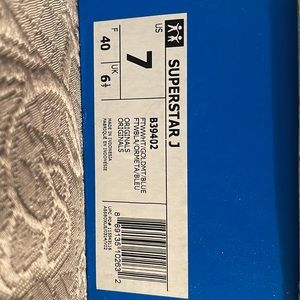 SUPERSTAR J
US
7
UK
6½
F
40
B39402
FTWWHT/GOLDMT/BLUE
FTWBLA/ORMETA/BLEU
ORIGINALS
ORIGINALS
MADE IN INDONESIA
FABRIQUE EN INDONESIE